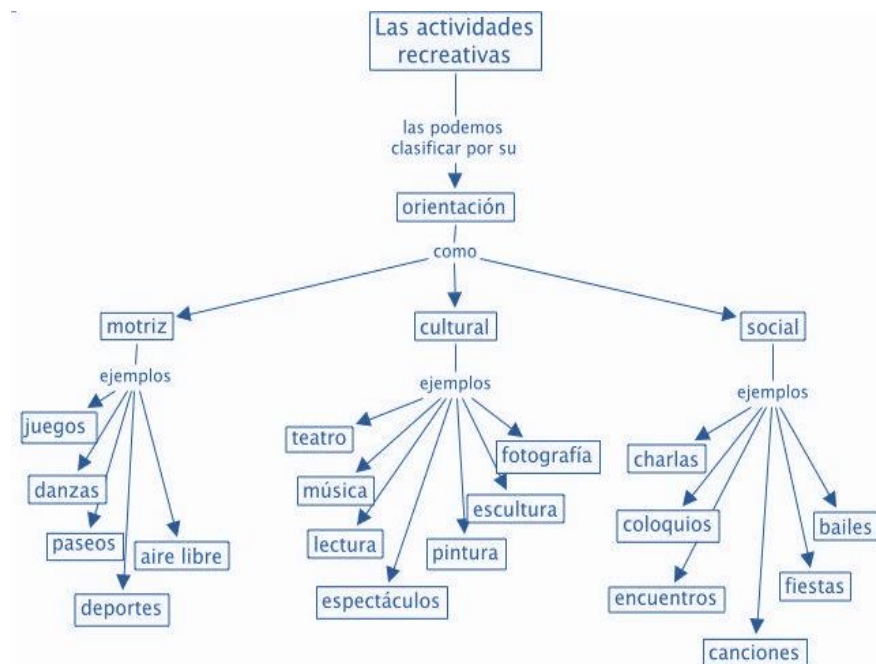 Las actividades
recreativas
las podemos
clasificar por su
orientación
como
motriz
cultural
social
ejemplos
ejemplos
ejemplos
juegos
danzas
paseos
aire libre
deportes
teatro
música
lectura
espectáculos
pintura
escultura
fotografía
charlas
coloquios
encuentros
canciones
fiestas
bailes